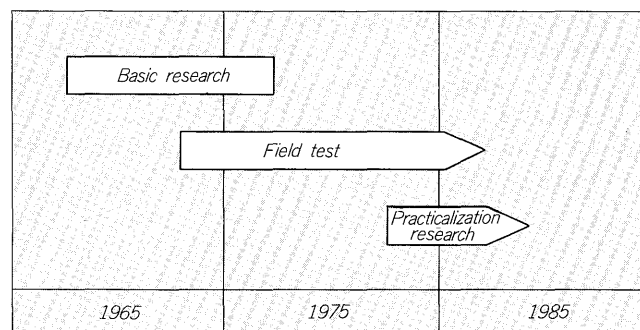 Basic research
Field test
Practicalization
research
1965
1975
1985